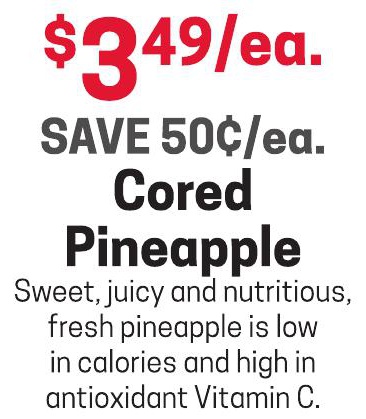 $349/ea.
SAVE 50¢/ea.
Cored
Pineapple
Sweet, juicy and nutritious,
fresh pineapple is low
in calories and high in
antioxidant Vitamin C.